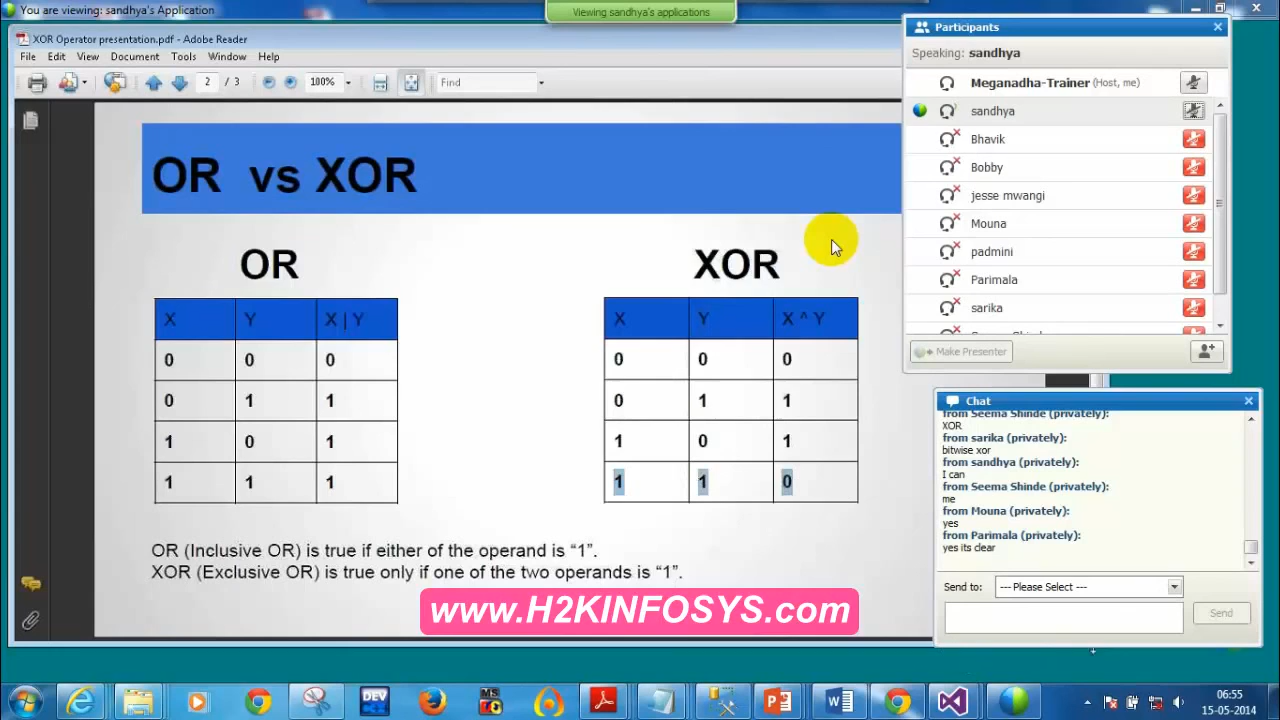 You are viewing: sandhya's Application
Viewing sandhya's applications
XOR Operator presentation.pdf - Adobe Reader
File Edit View Document Tools Window Help
2 / 3 100% Find
OR vs XOR
OR
X Y X | Y
0 0 0
0 1 1
1 0 1
1 1 1
XOR
X Y X ^ Y
0 0 0
0 1 1
1 0 1
1 1 0
OR (Inclusive OR) is true if either of the operand is “1”.
XOR (Exclusive OR) is true only if one of the two operands is “1”.
www.H2KINFOSYS.com
Participants
Speaking: sandhya
Meganadha-Trainer (Host, me)
sandhya
Bhavik
Bobby
jesse mwangi
Mouna
padmini
Parimala
sarika
Make Presenter
Chat
from Seema Shinde (privately):
XOR
from sarika (privately):
bitwise xor
from sandhya (privately):
I can
from Seema Shinde (privately):
me
from Mouna (privately):
yes
from Parimala (privately):
yes its clear
Send to: --- Please Select ---
Send
DEV
MS
06:55
15-05-2014